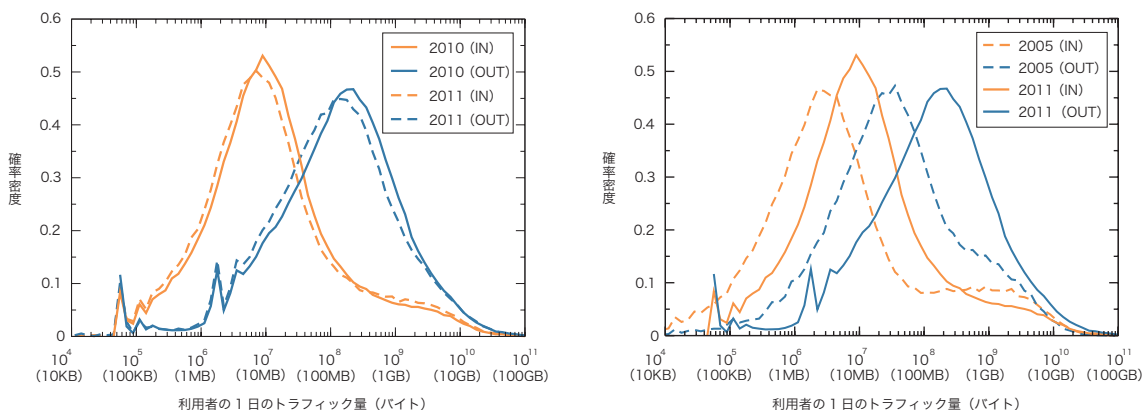 0.6
0.5
0.4
0.3
0.2
0.1
0
確率密度
2010 (IN)
2010 (OUT)
2011 (IN)
2011 (OUT)
10^4 10^5 10^6 10^7 10^8 10^9 10^10 10^11
(10KB) (100KB) (1MB) (10MB) (100MB) (1GB) (10GB) (100GB)
利用者の1日のトラフィック量（バイト）
0.6
0.5
0.4
0.3
0.2
0.1
0
確率密度
2005 (IN)
2005 (OUT)
2011 (IN)
2011 (OUT)
10^4 10^5 10^6 10^7 10^8 10^9 10^10 10^11
(10KB) (100KB) (1MB) (10MB) (100MB) (1GB) (10GB) (100GB)
利用者の1日のトラフィック量（バイト）